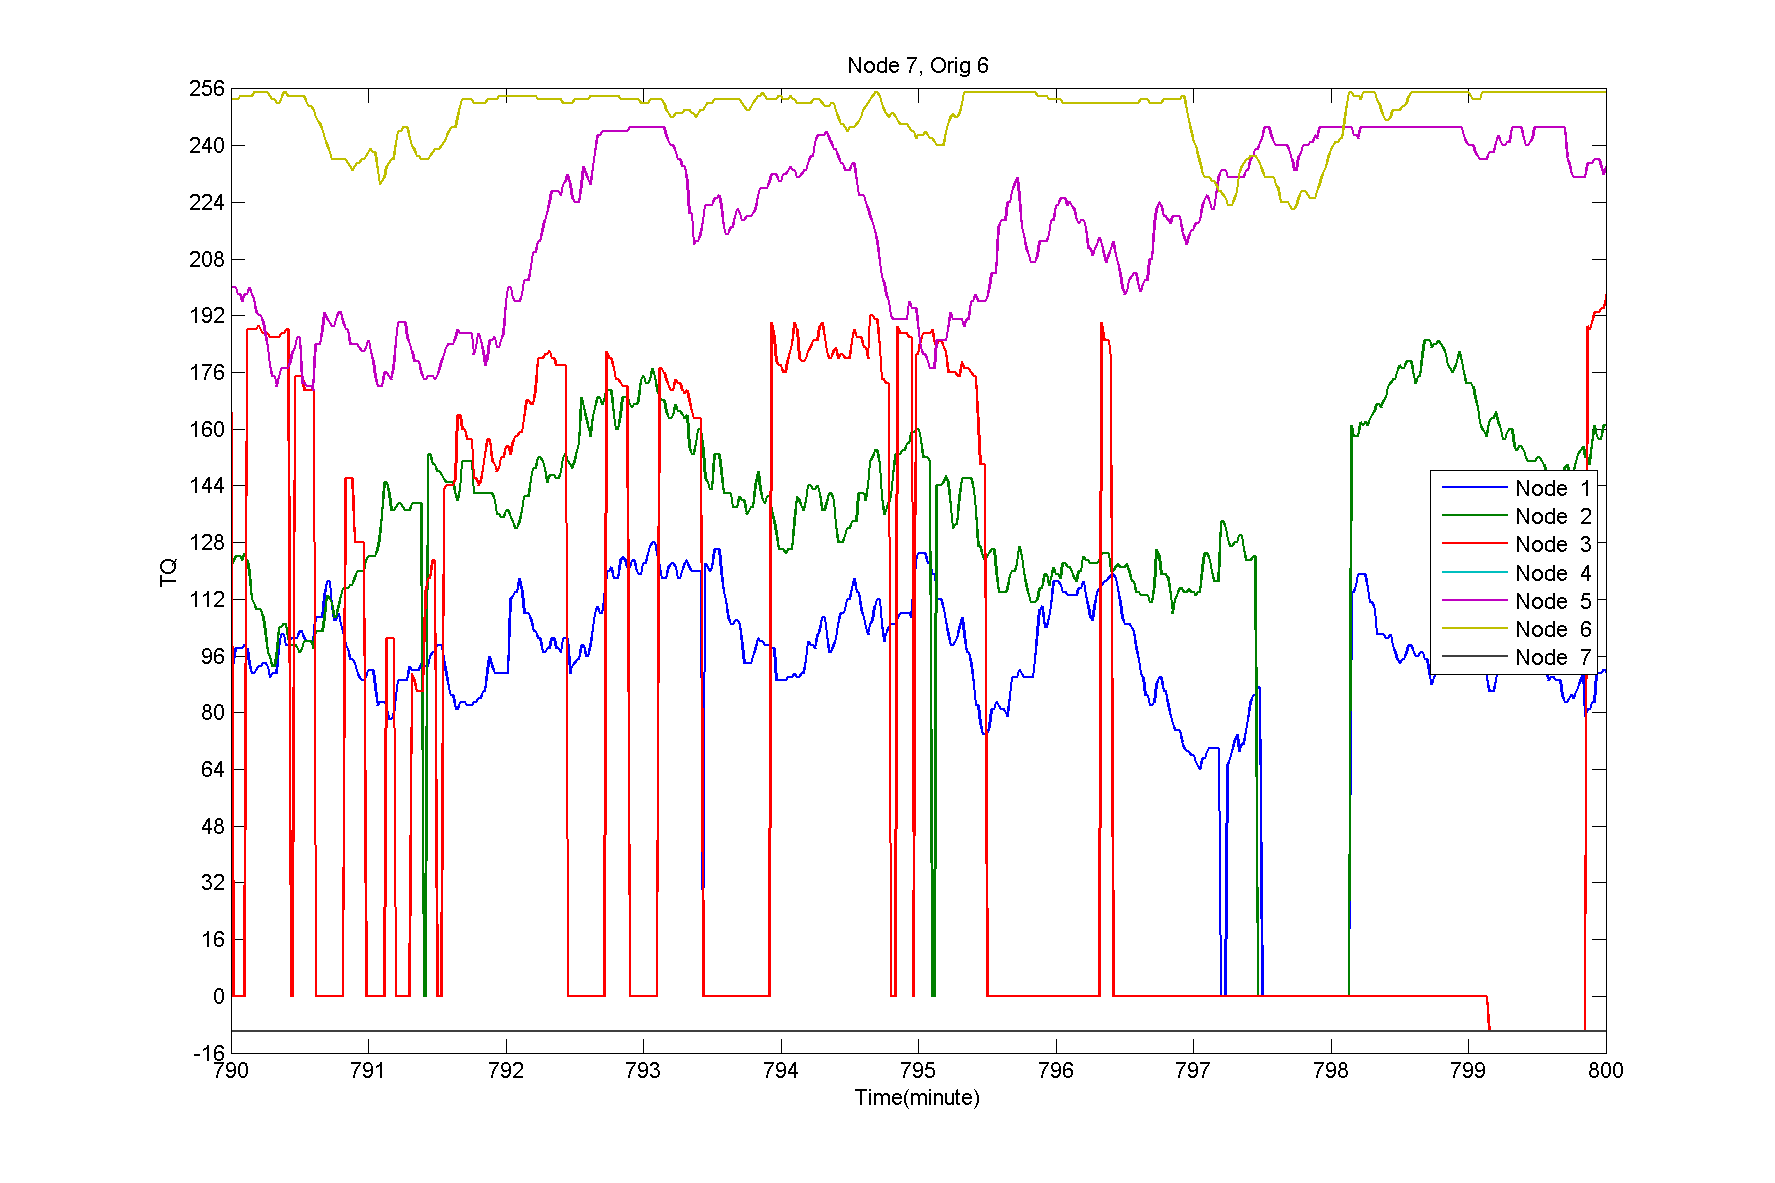 Node 7, Orig 6
256
240
224
208
192
176
160
144
128
112
96
80
64
48
32
16
0
-16
TQ
Node 1
Node 2
Node 3
Node 4
Node 5
Node 6
Node 7
790 791 792 793 794 795 796 797 798 799 800
Time(minute)